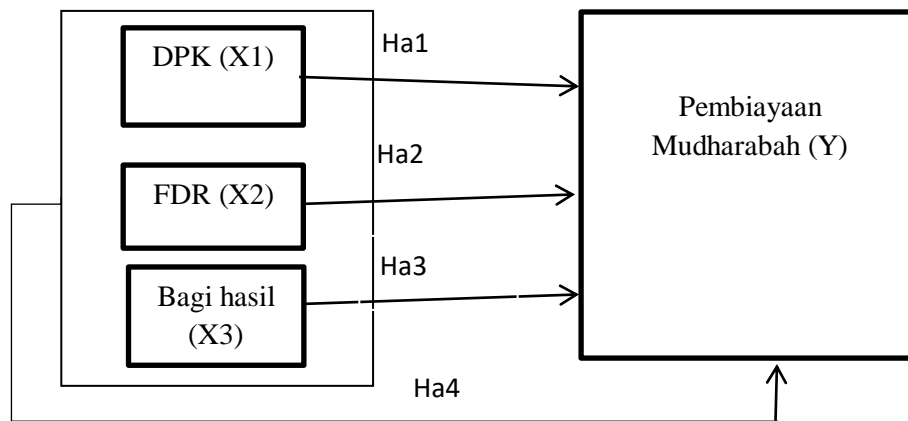 DPK (X1)
Ha1
Pembiayaan
Mudharabah (Y)
Ha2
FDR (X2)
Ha3
Bagi hasil
(X3)
Ha4